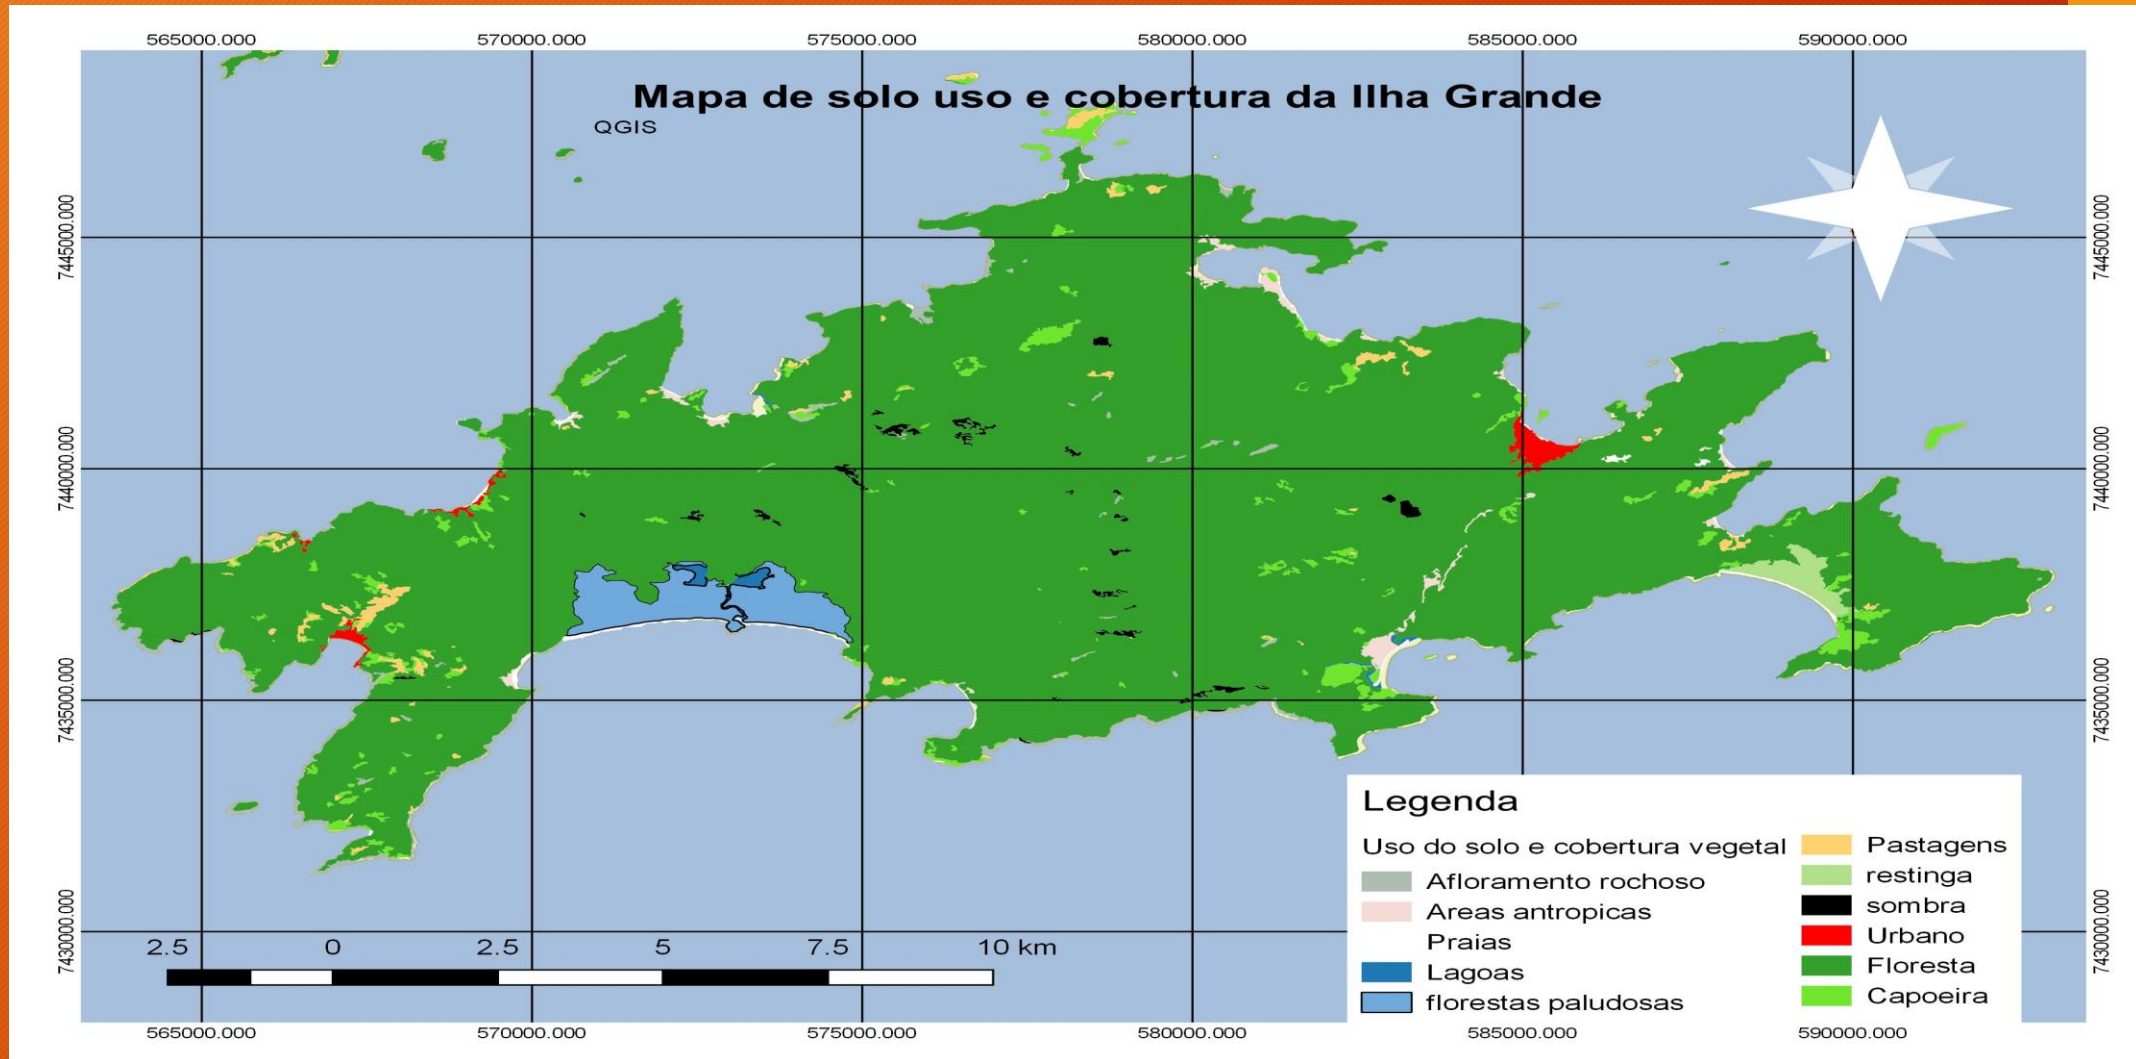 565000.000 570000.000 575000.000 580000.000 585000.000 590000.000
Mapa de solo uso e cobertura da Ilha Grande
QGIS
7445000.000 7445000.000
7440000.000 7440000.000
7435000.000 7435000.000
7430000.000 7430000.000
Legenda
Uso do solo e cobertura vegetal
Afloramento rochoso
Areas antropicas
Praias
Lagoas
florestas paludosas
Pastagens
restinga
sombra
Urbano
Floresta
Capoeira
2.5 0 2.5 5 7.5 10 km
565000.000 570000.000 575000.000 580000.000 585000.000 590000.000